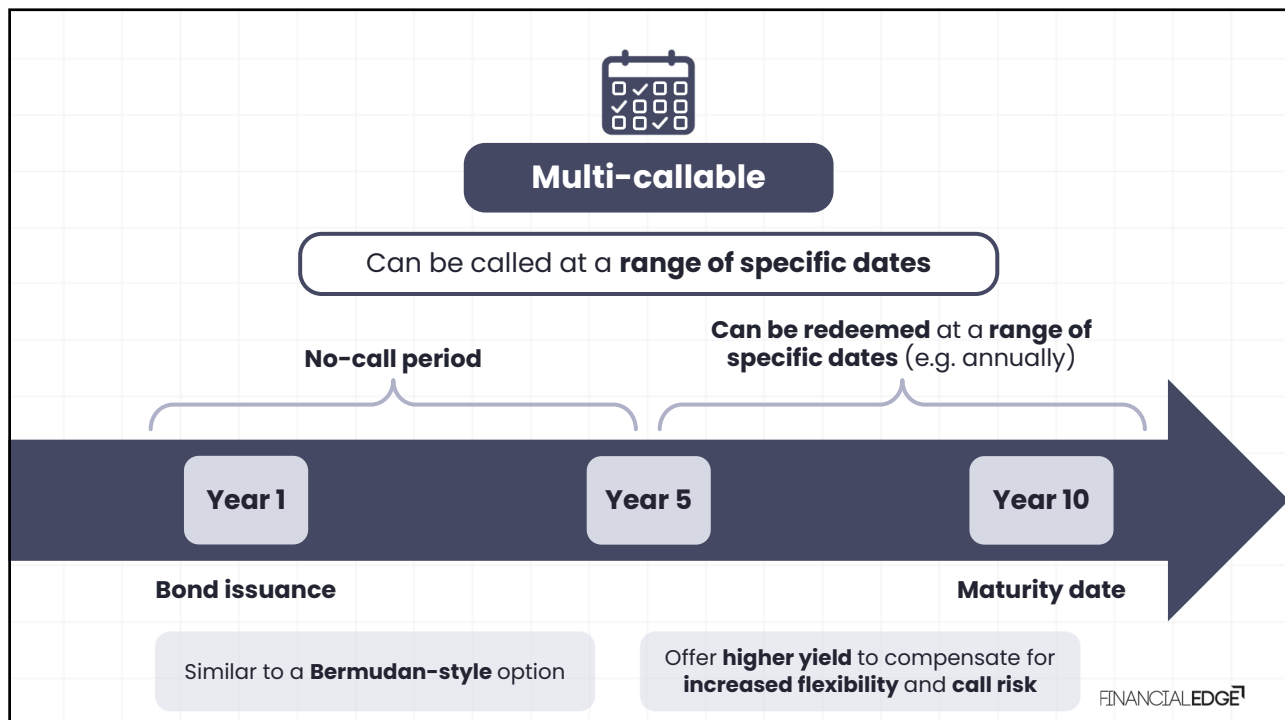 Multi-callable
Can be called at a range of specific dates
No-call period
Can be redeemed at a range of
specific dates (e.g. annually)
Year 1
Year 5
Year 10
Bond issuance
Maturity date
Similar to a Bermudan-style option
Offer higher yield to compensate for
increased flexibility and call risk
FINANCIALEDGE